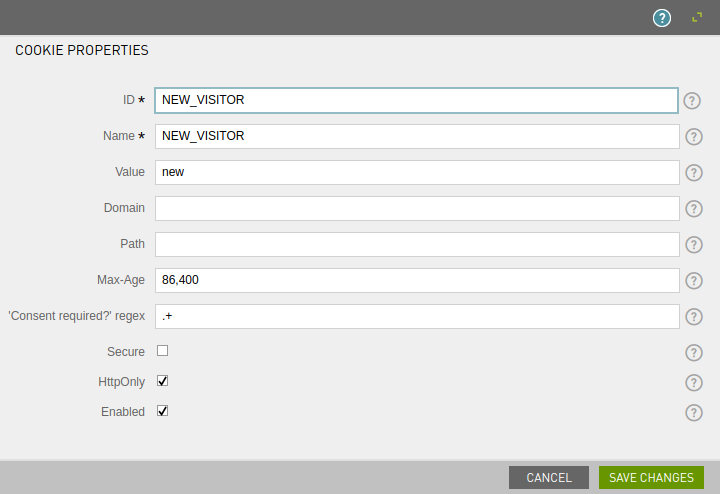 COOKIE PROPERTIES
ID * NEW_VISITOR ?
Name * NEW_VISITOR ?
Value new ?
Domain ?
Path ?
Max-Age 86,400 ?
'Consent required?' regex .+ ?
Secure ?
HttpOnly ?
Enabled ?
CANCEL SAVE CHANGES